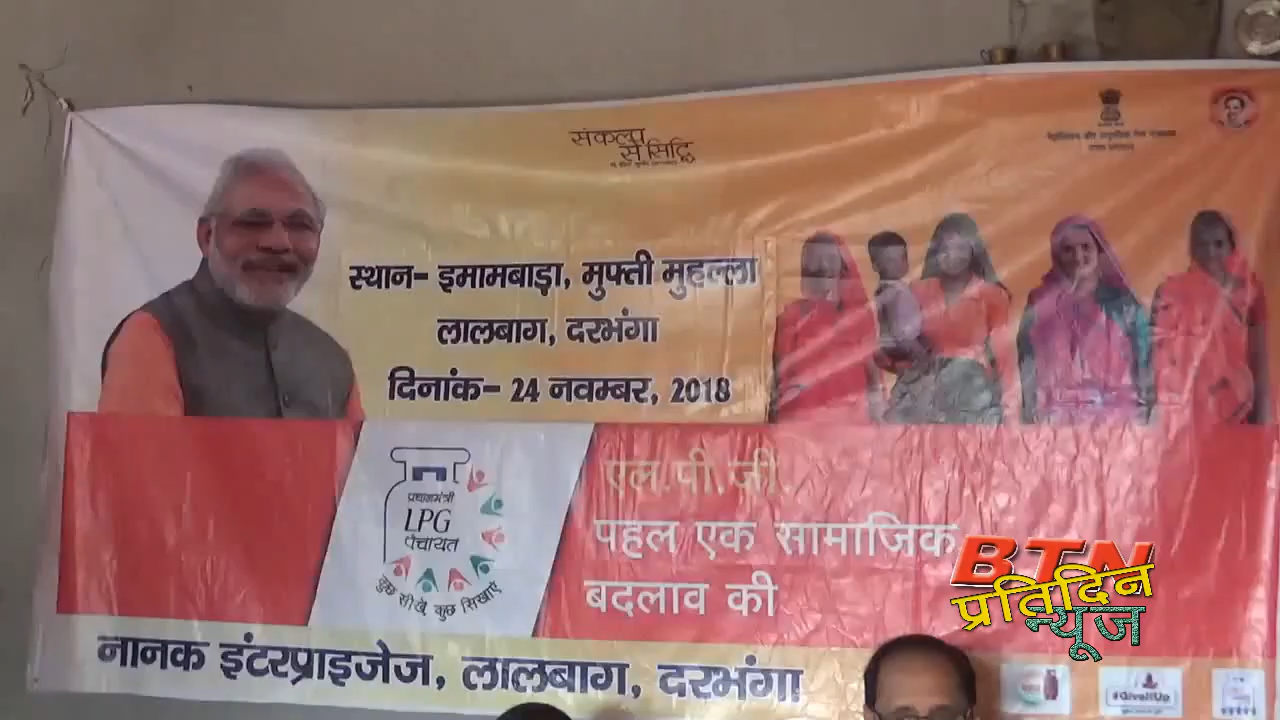 संकल्प
से सिद्धि
स्थान- इमामबाड़ा, मुफ्ती मुहल्ला
लालबाग, दरभंगा
दिनांक- 24 नवम्बर, 2018
प्रधानमंत्री
LPG
पंचायत
कुछ सीखें, कुछ सिखाएं
एल.पी.जी.
पहल एक सामाजिक
बदलाव की
BTN
प्रतिदिन
न्यूज
नानक इंटरप्राइजेज, लालबाग, दरभंगा
#GiveItUp